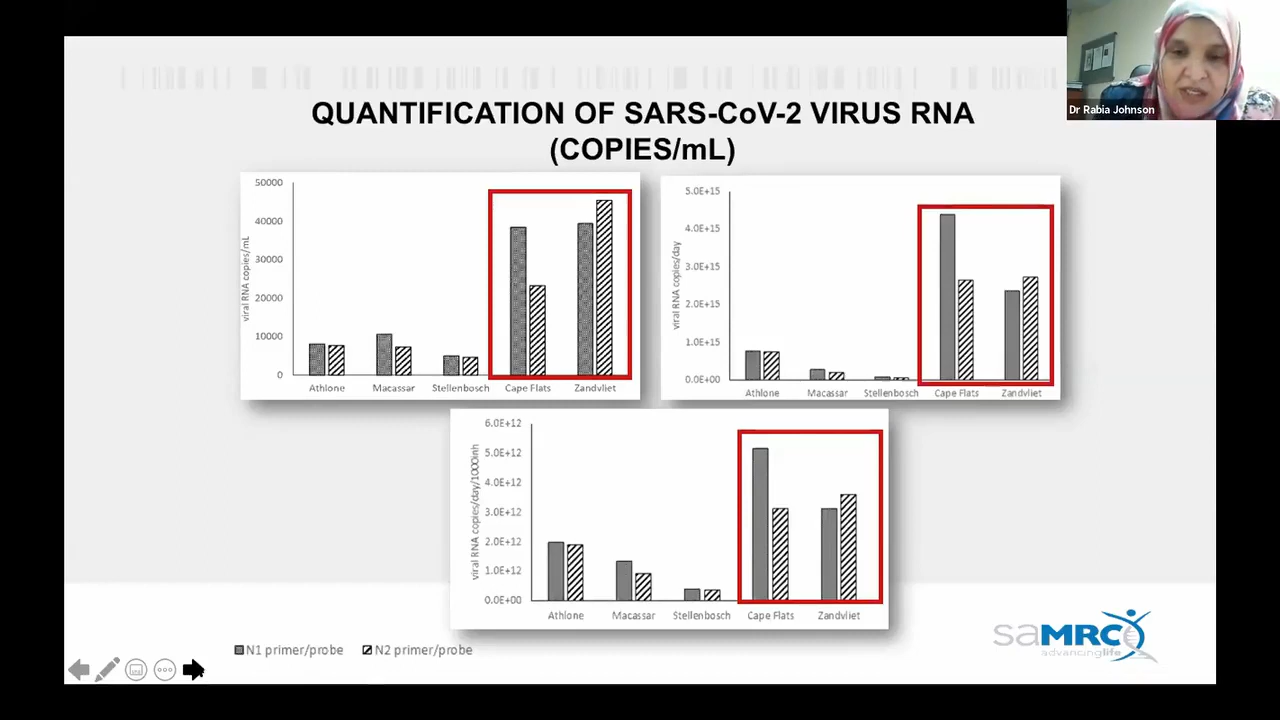 Dr Rabia Johnson
QUANTIFICATION OF SARS-CoV-2 VIRUS RNA
(COPIES/mL)
viral RNA copies/mL
50000
40000
30000
20000
10000
0
Athlone Macassar Stellenbosch Cape Flats Zandvliet
viral RNA copies/day
5.0E+15
4.0E+15
3.0E+15
2.0E+15
1.0E+15
0.0E+00
Athlone Macassar Stellenbosch Cape Flats Zandvliet
viral RNA copies/day/1000inh
6.0E+12
5.0E+12
4.0E+12
3.0E+12
2.0E+12
1.0E+12
0.0E+00
Athlone Macassar Stellenbosch Cape Flats Zandvliet
N1 primer/probe N2 primer/probe
saMRC
advancinglife